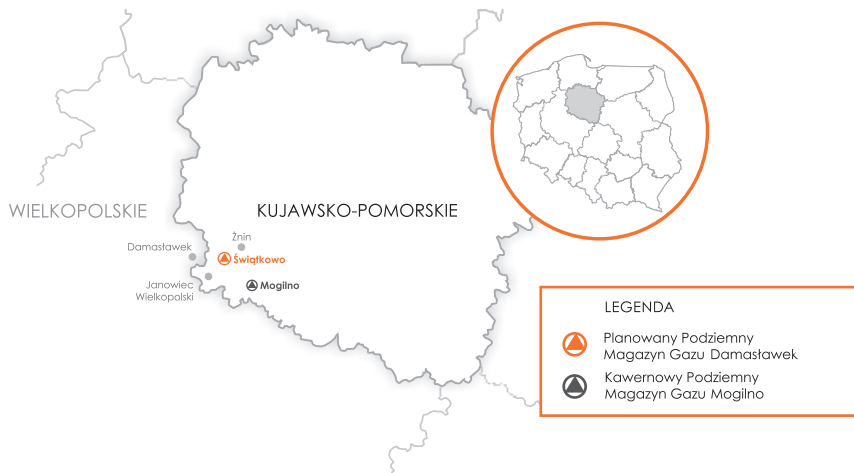 WIELKOPOLSKIE
KUJAWSKO-POMORSKIE
Żnin
Damasławek
Świątkowo
Janowiec
Wielkopolski
Mogilno
LEGENDA
Planowany Podziemny
Magazyn Gazu Damasławek
Kawernowy Podziemny
Magazyn Gazu Mogilno